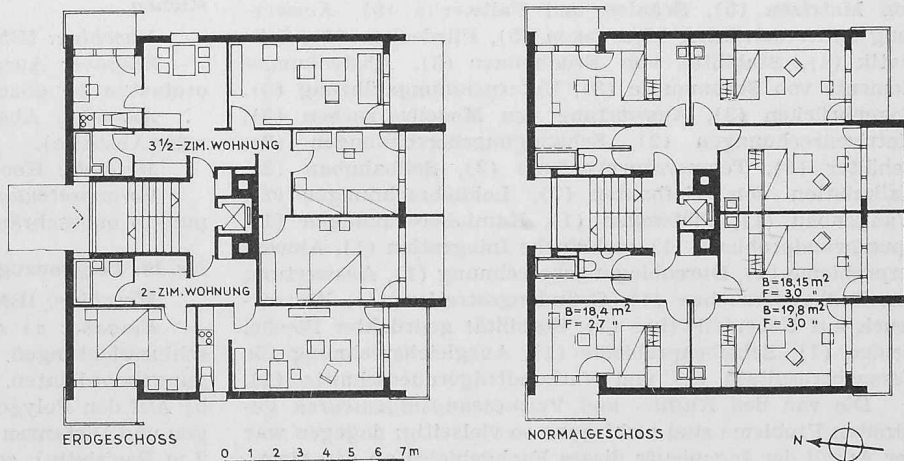 3½-ZIM.WOHNUNG
2-ZIM.WOHNUNG
ERDGESCHOSS
0 1 2 3 4 5 6 7m
B=18,15 m²
F= 3,0 "
B=18,4 m²
F= 2,7 "
B=19,8 m²
F= 3,0 "
NORMALGESCHOSS
N